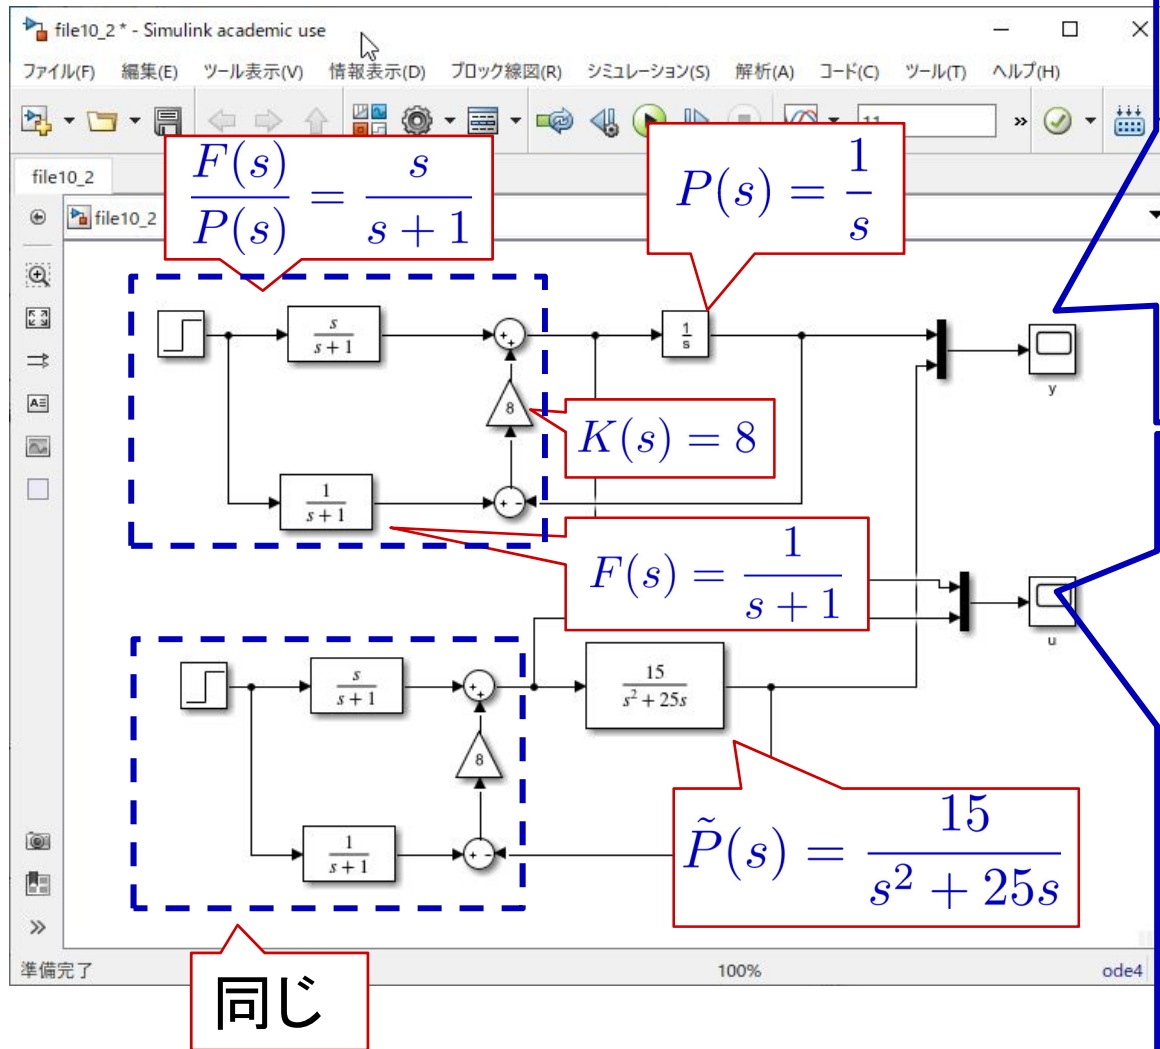 file10_2 * - Simulink academic use
ファイル(F) 編集(E) ツール表示(V) 情報表示(D) ブロック線図(R) シミュレーション(S) 解析(A) コード(C) ツール(T) ヘルプ(H)
»
file10_2
file10_2
F(s)/P(s) = s/(s + 1)
P(s) = 1/s
s/(s + 1)
+
+
1/s
y
8
K(s) = 8
1/(s + 1)
+ -
F(s) = 1/(s + 1)
u
s/(s + 1)
+
+
15/(s² + 25s)
8
1/(s + 1)
+ -
P̃(s) = 15/(s² + 25s)
»
準備完了 100% ode4
同じ